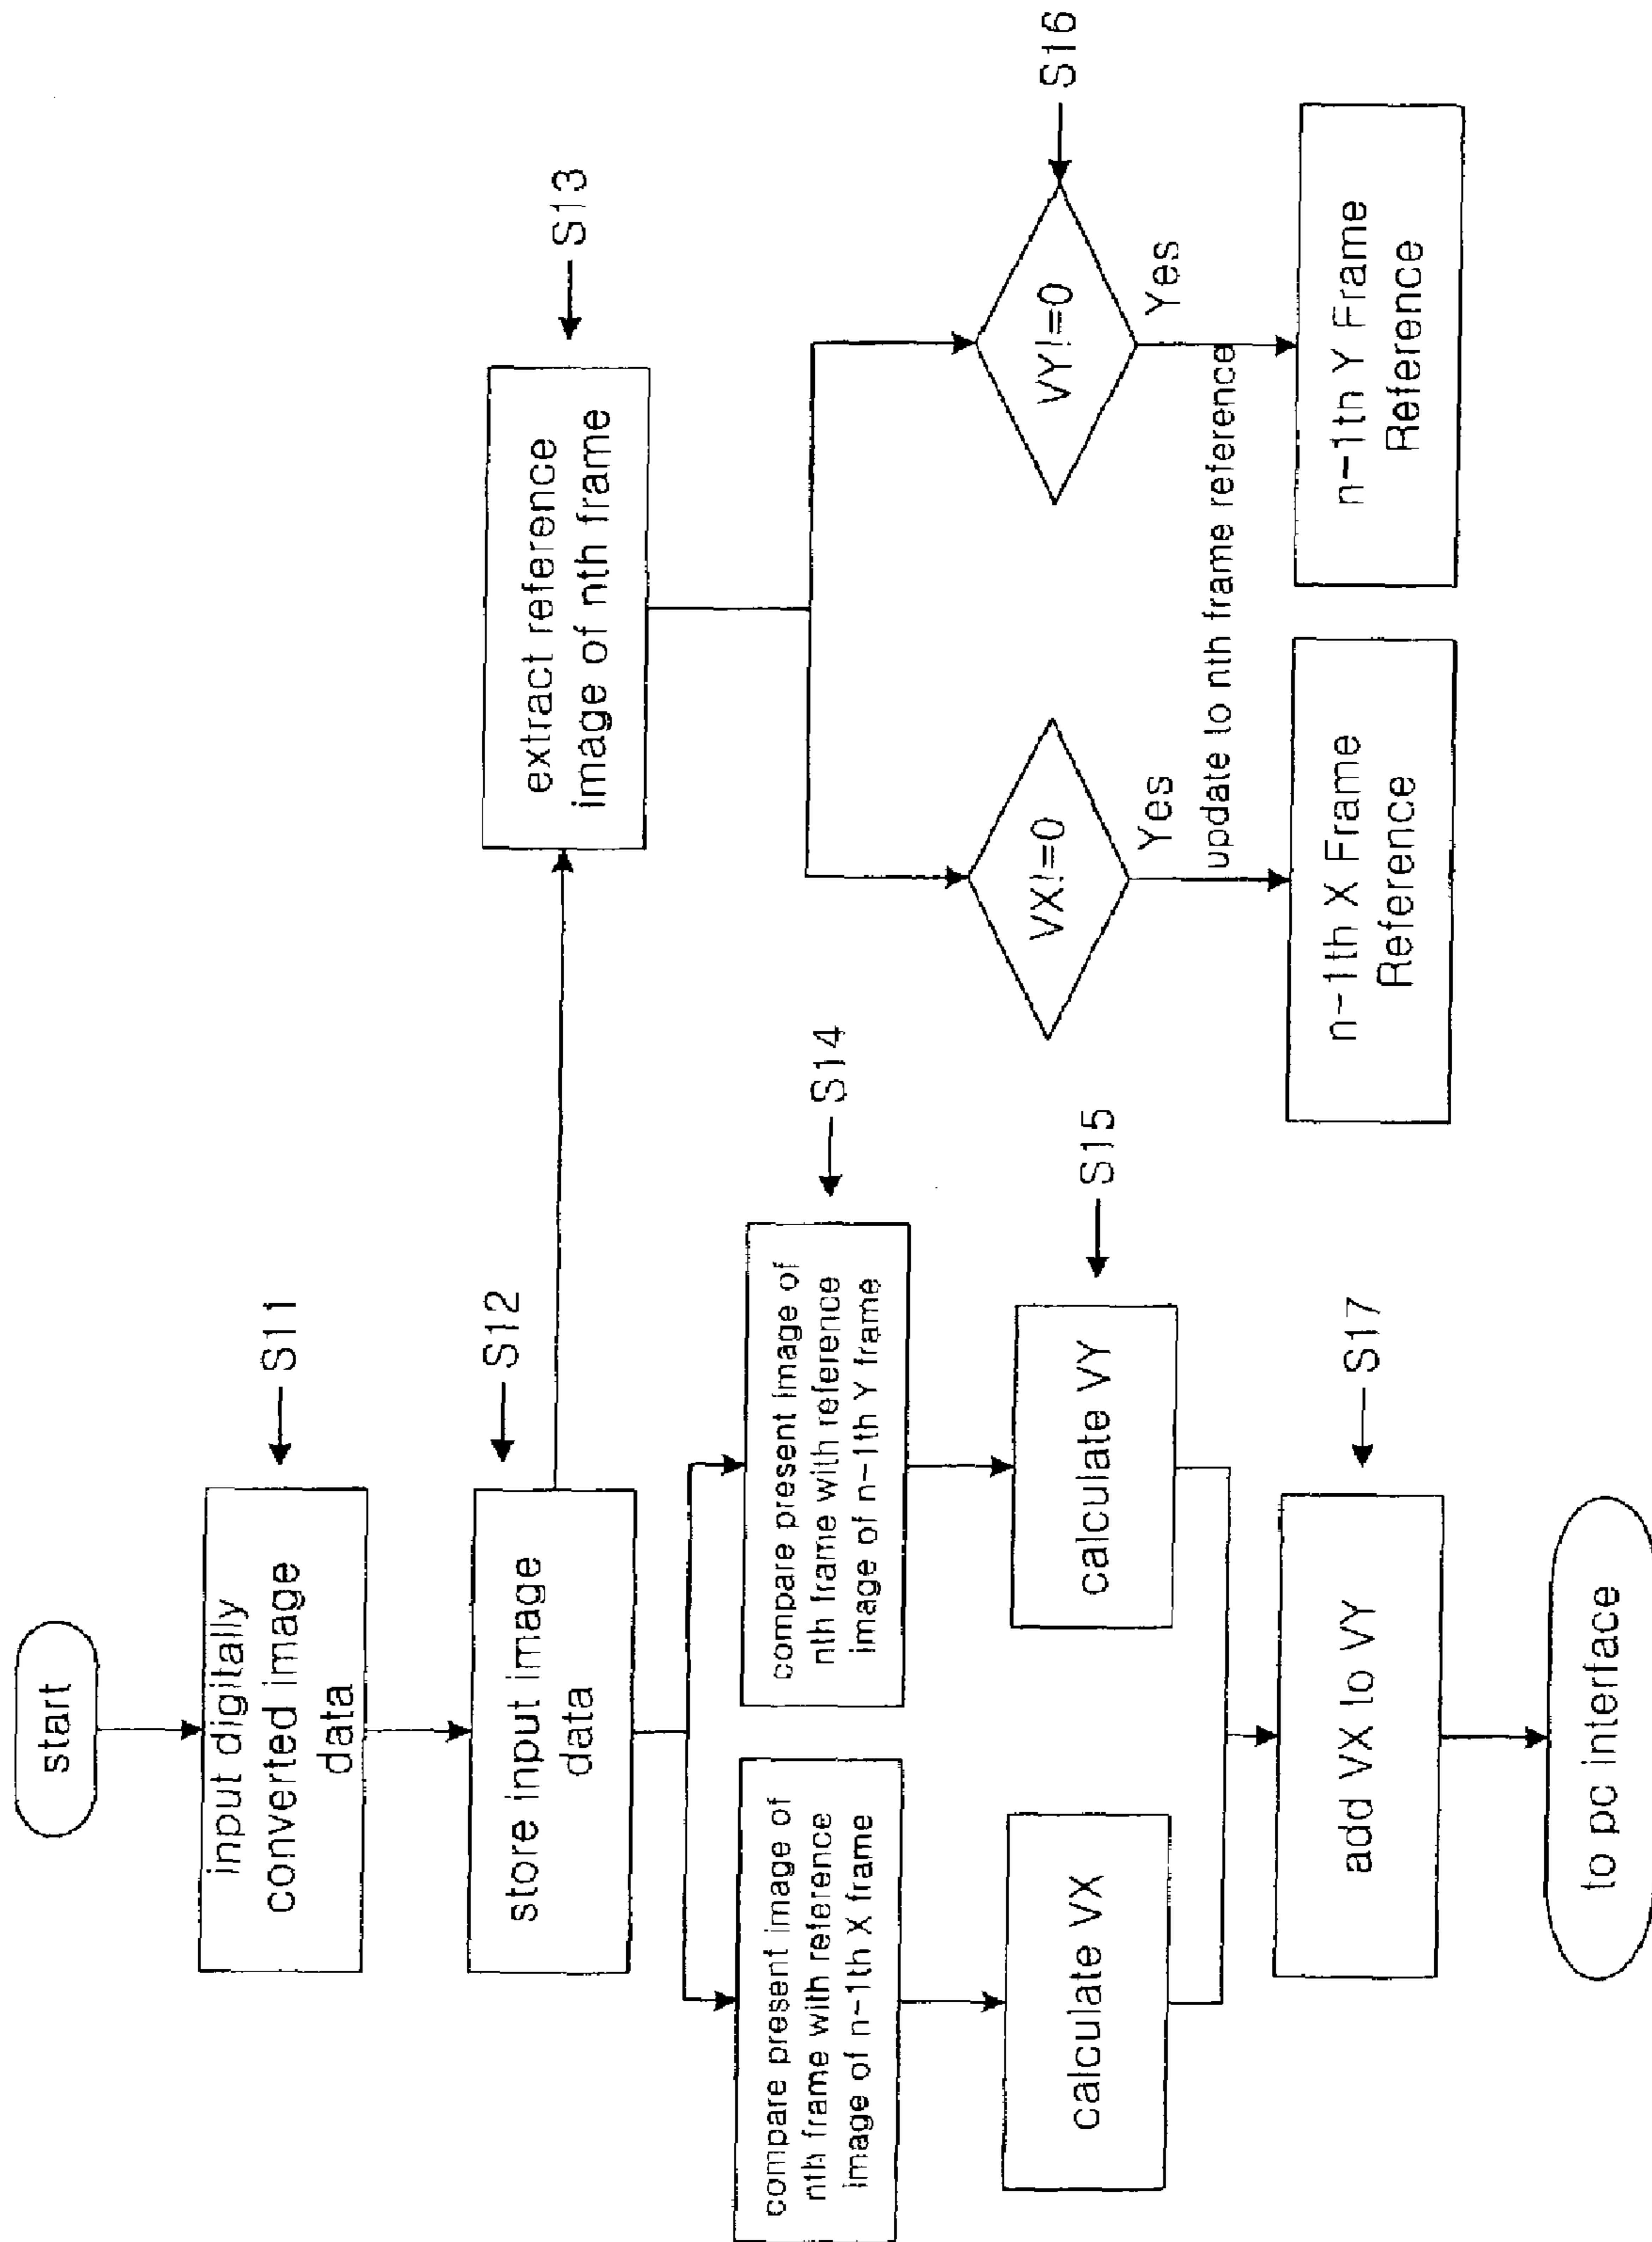 start
input digitally
converted image
data
S11
store input image
data
S12
extract reference
image of nth frame
S13
compare present image of
nth frame with reference
image of n-1th X frame
compare present image of
nth frame with reference
image of n-1th Y frame
S14
calculate VX
calculate VY
S15
VX!=0
VY!=0
S16
Yes
Yes
update to nth frame reference
n-1th X Frame
Reference
n-1th Y Frame
Reference
add VX to VY
S17
to pc interface